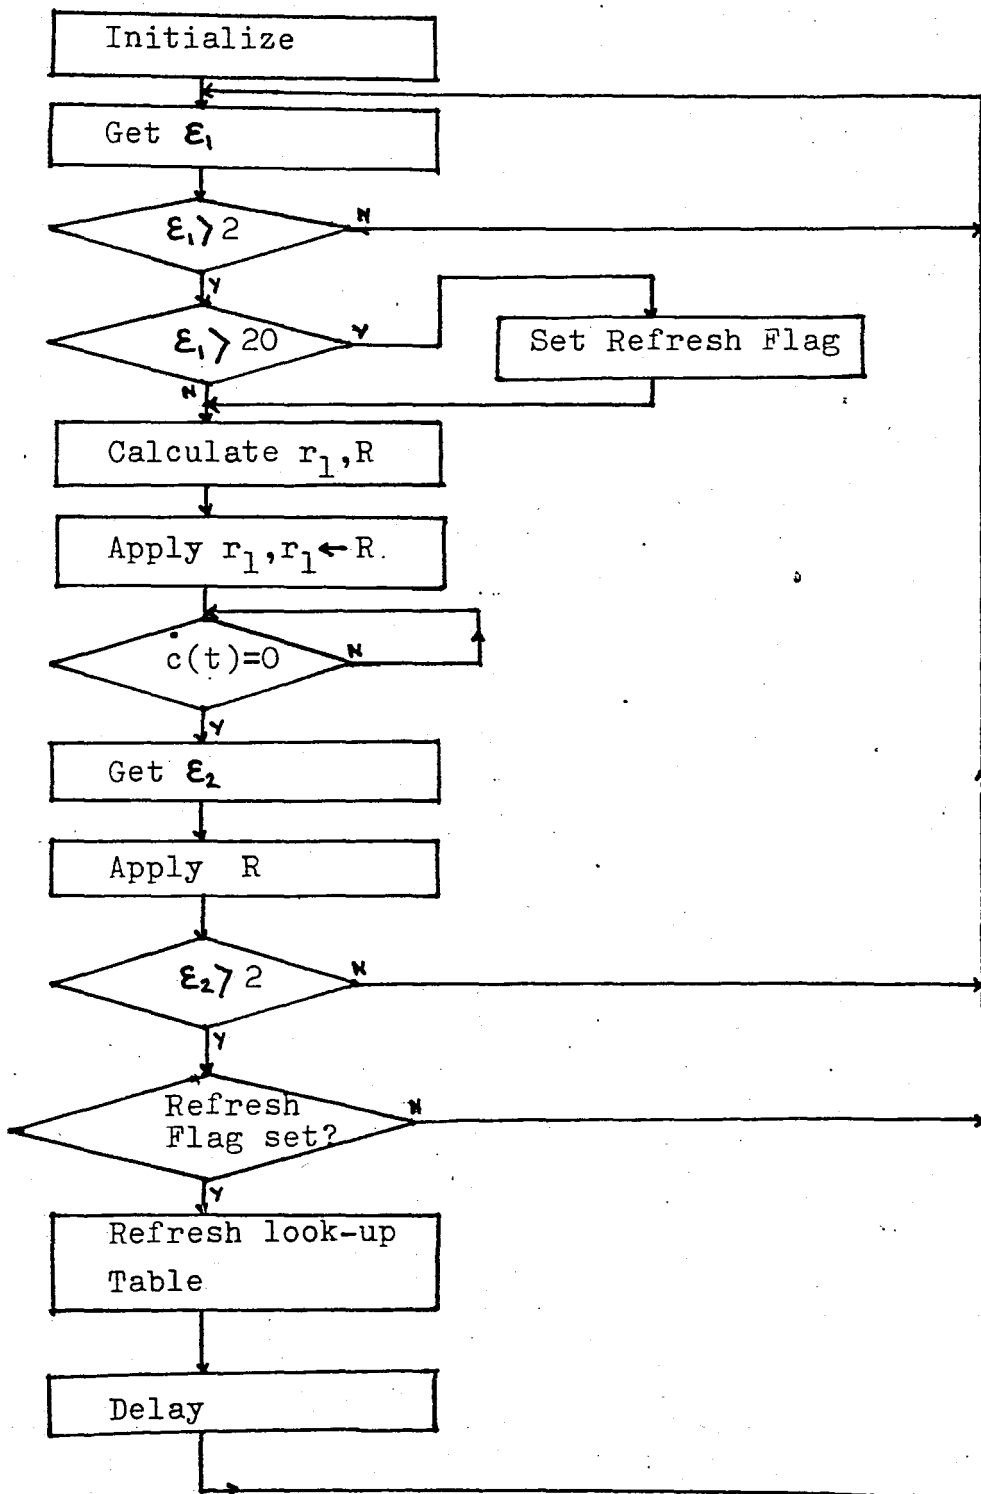 Initialize
Get ε₁
ε₁>2
N
Y
ε₁>20
Y
Set Refresh Flag
N
Calculate r₁,R
Apply r₁,r₁←R.
ċ(t)=0
N
Y
Get ε₂
Apply R
ε₂>2
N
Y
Refresh
Flag set?
N
Y
Refresh look-up
Table
Delay